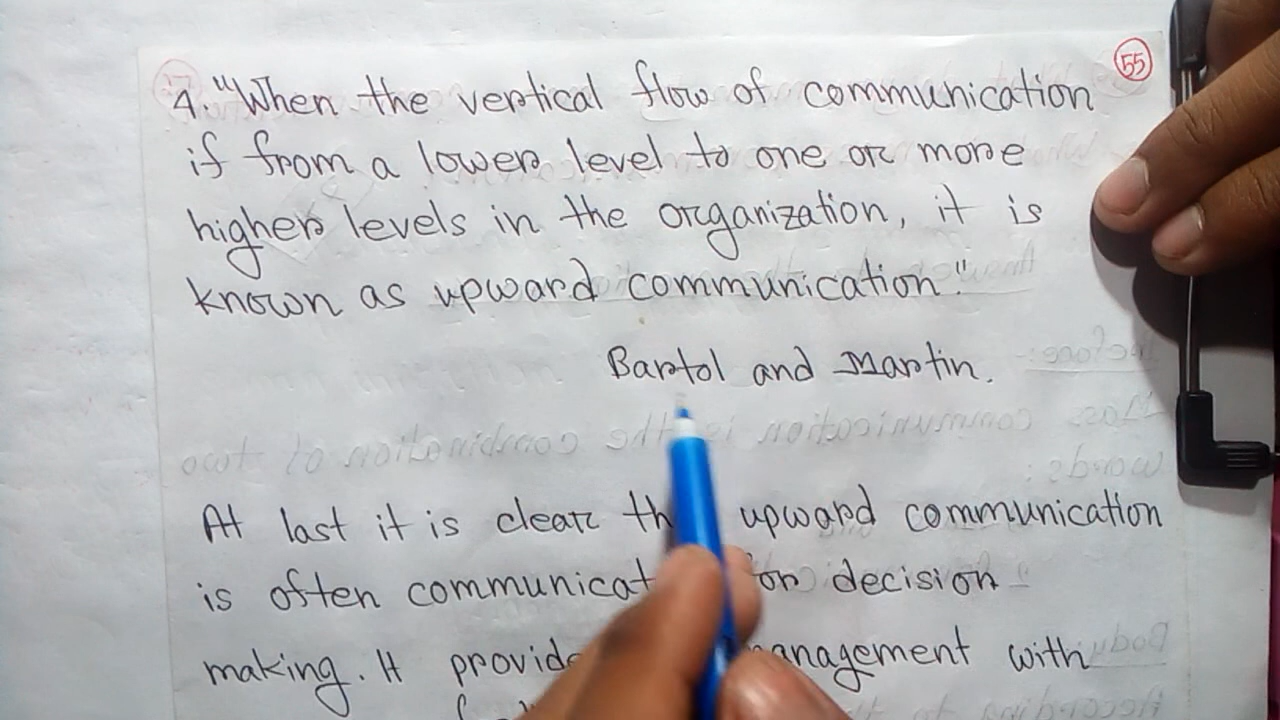 55
4. "When the vertical flow of communication
if from a lower level to one or more
higher levels in the organization, it is
known as upward communication."
Bartol and Martin.
At last it is clear th upward communication
is often communicat for decision
making. It provide anagement with